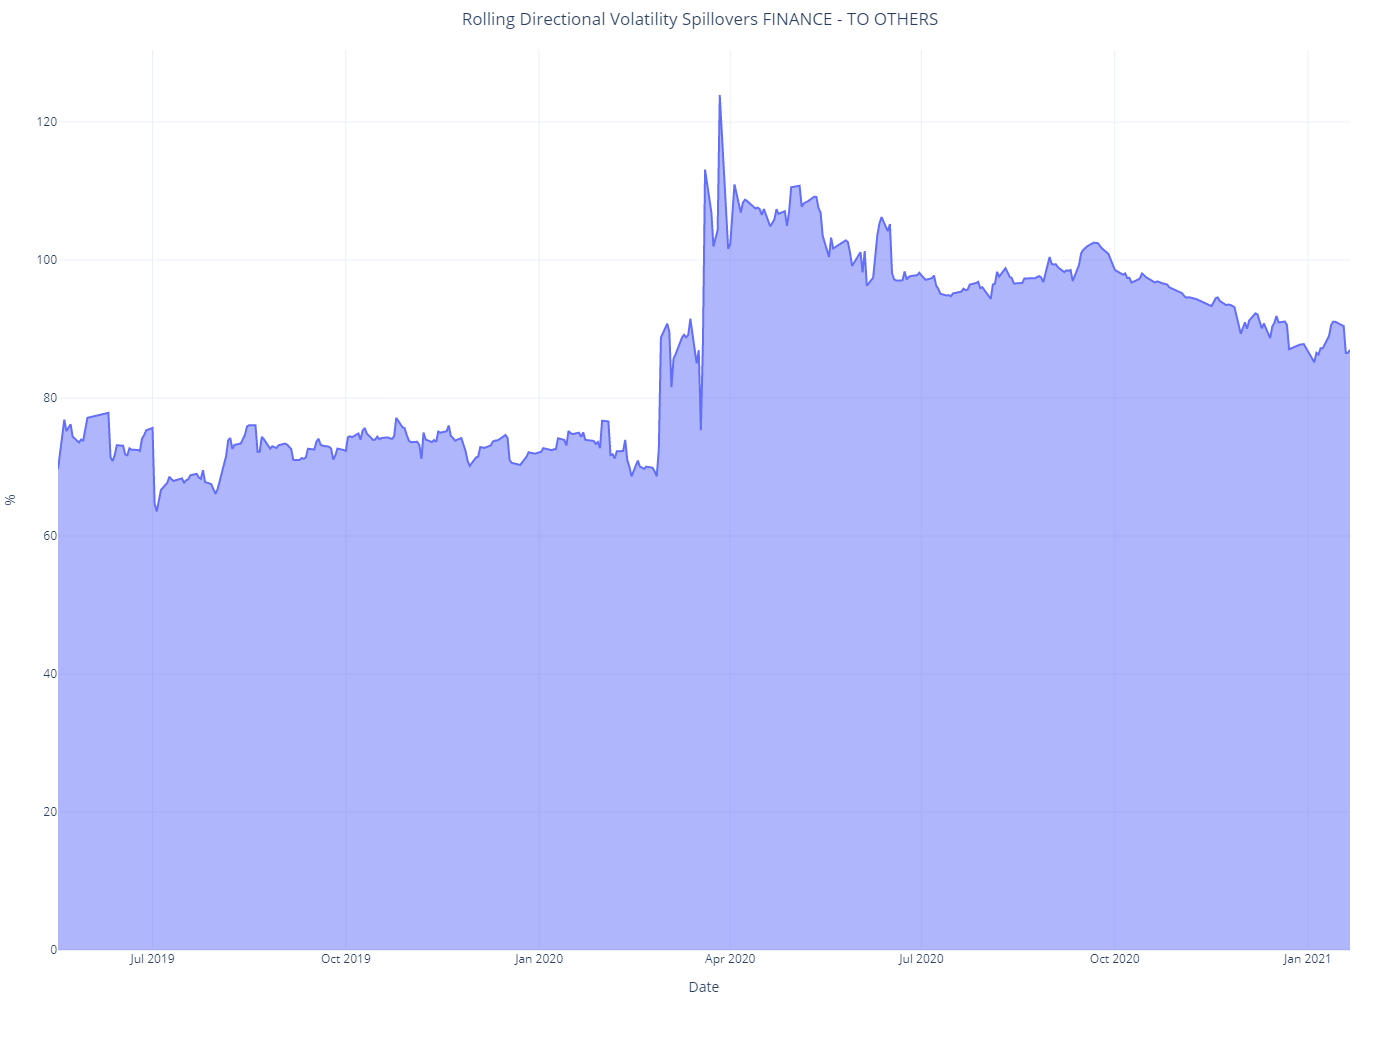 Rolling Directional Volatility Spillovers FINANCE - TO OTHERS
120
100
80
60
40
20
0
%
Jul 2019
Oct 2019
Jan 2020
Apr 2020
Jul 2020
Oct 2020
Jan 2021
Date